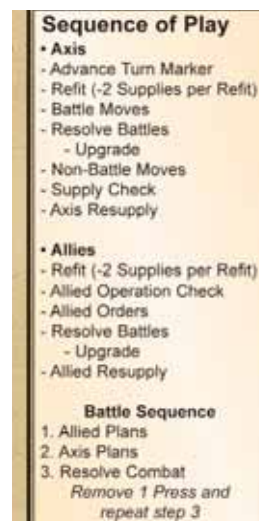 Sequence of Play
• Axis
- Advance Turn Marker
- Refit (-2 Supplies per Refit)
- Battle Moves
- Resolve Battles
- Upgrade
- Non-Battle Moves
- Supply Check
- Axis Resupply
• Allies
- Refit (-2 Supplies per Refit)
- Allied Operation Check
- Allied Orders
- Resolve Battles
- Upgrade
- Allied Resupply
Battle Sequence
1. Allied Plans
2. Axis Plans
3. Resolve Combat
Remove 1 Press and
repeat step 3